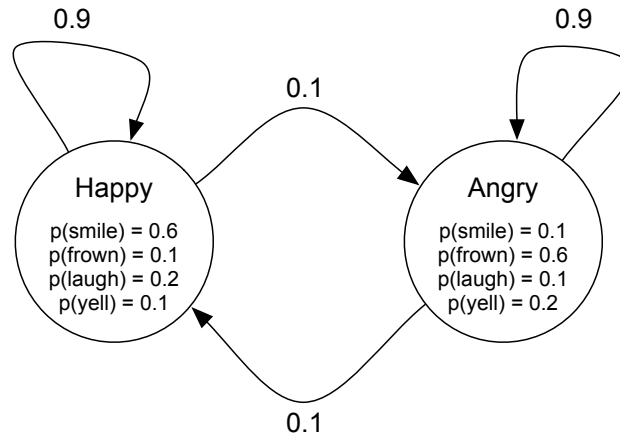 0.9
0.9
0.1
Happy
p(smile) = 0.6
p(frown) = 0.1
p(laugh) = 0.2
p(yell) = 0.1
Angry
p(smile) = 0.1
p(frown) = 0.6
p(laugh) = 0.1
p(yell) = 0.2
0.1